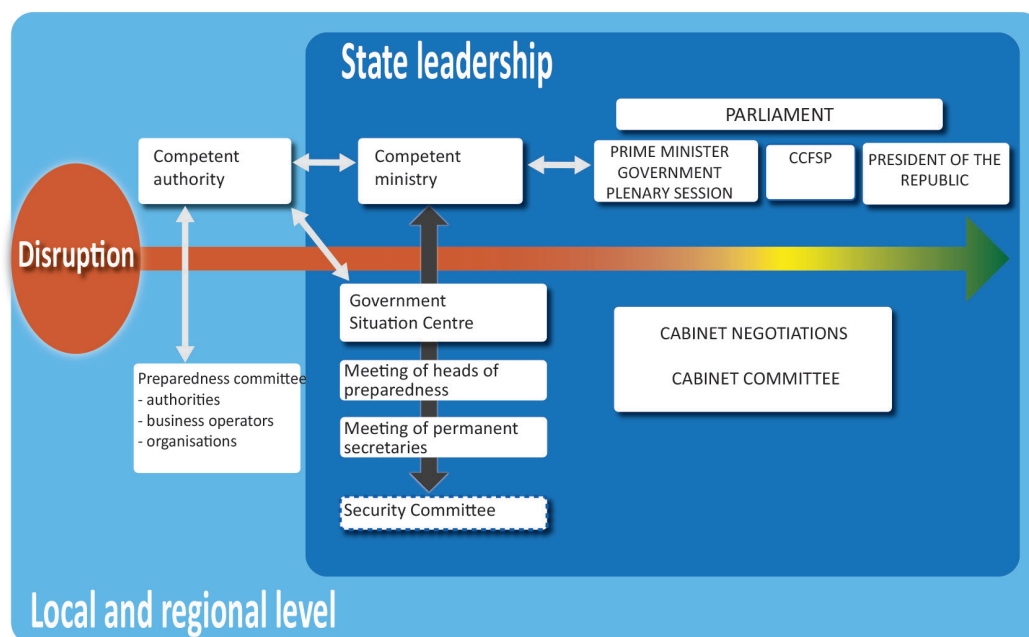 State leadership
PARLIAMENT
Competent
authority
Competent
ministry
PRIME MINISTER
GOVERNMENT
PLENARY SESSION
CCFSP
PRESIDENT OF THE
REPUBLIC
Disruption
Government
Situation Centre
CABINET NEGOTIATIONS
CABINET COMMITTEE
Preparedness committee
- authorities
- business operators
- organisations
Meeting of heads of
preparedness
Meeting of permanent
secretaries
Security Committee
Local and regional level